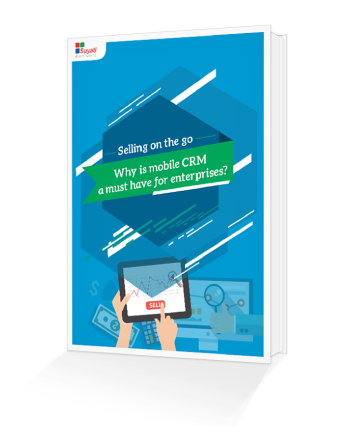 Suyati
Selling on the go
Why is mobile CRM
a must have for enterprises?
SELL